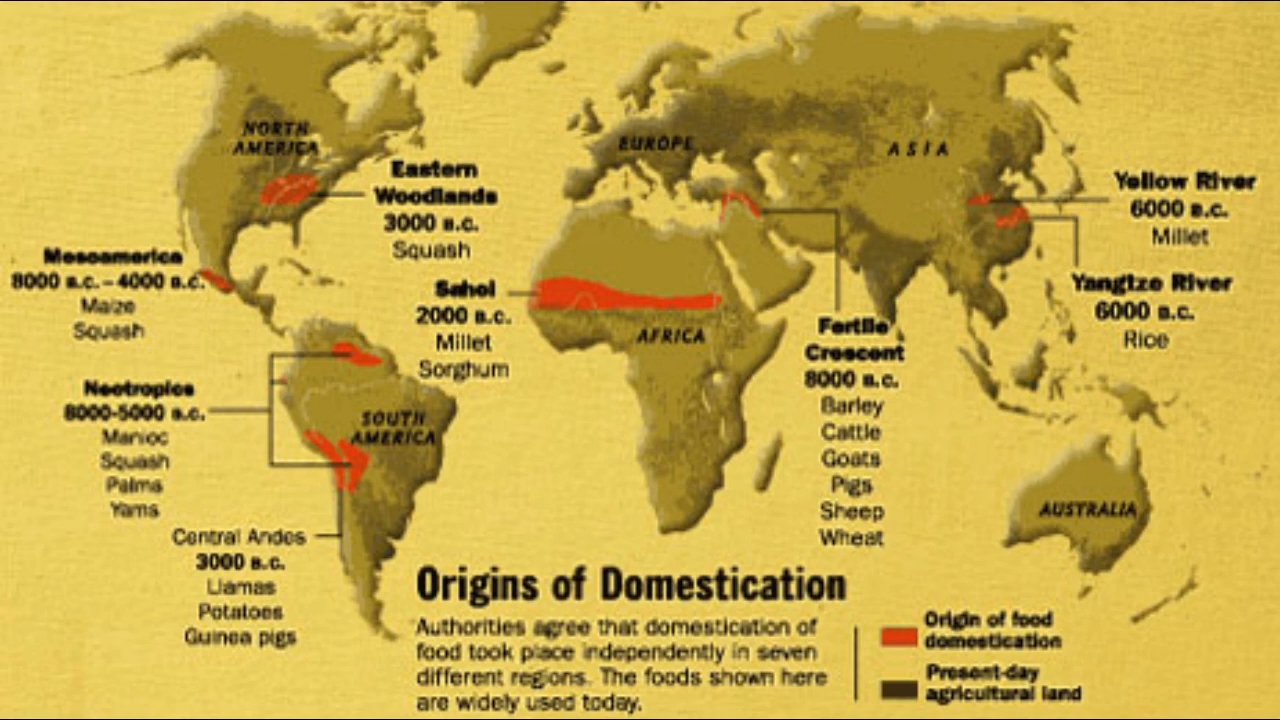 NORTH
AMERICA
EUROPE
ASIA
Eastern
Woodlands
3000 B.C.
Squash
Yellow River
6000 B.C.
Millet
Mesoamerica
8000 B.C. – 4000 B.C.
Maize
Squash
Sahel
2000 B.C.
Millet
Sorghum
AFRICA
Yangtze River
6000 B.C.
Rice
Fertile
Crescent
8000 B.C.
Barley
Cattle
Goats
Pigs
Sheep
Wheat
Neotropics
8000-5000 B.C.
Manioc
Squash
Palms
Yams
SOUTH
AMERICA
AUSTRALIA
Central Andes
3000 B.C.
Llamas
Potatoes
Guinea pigs
Origins of Domestication
Authorities agree that domestication of
food took place independently in seven
different regions. The foods shown here
are widely used today.
Origin of food
domestication
Present-day
agricultural land